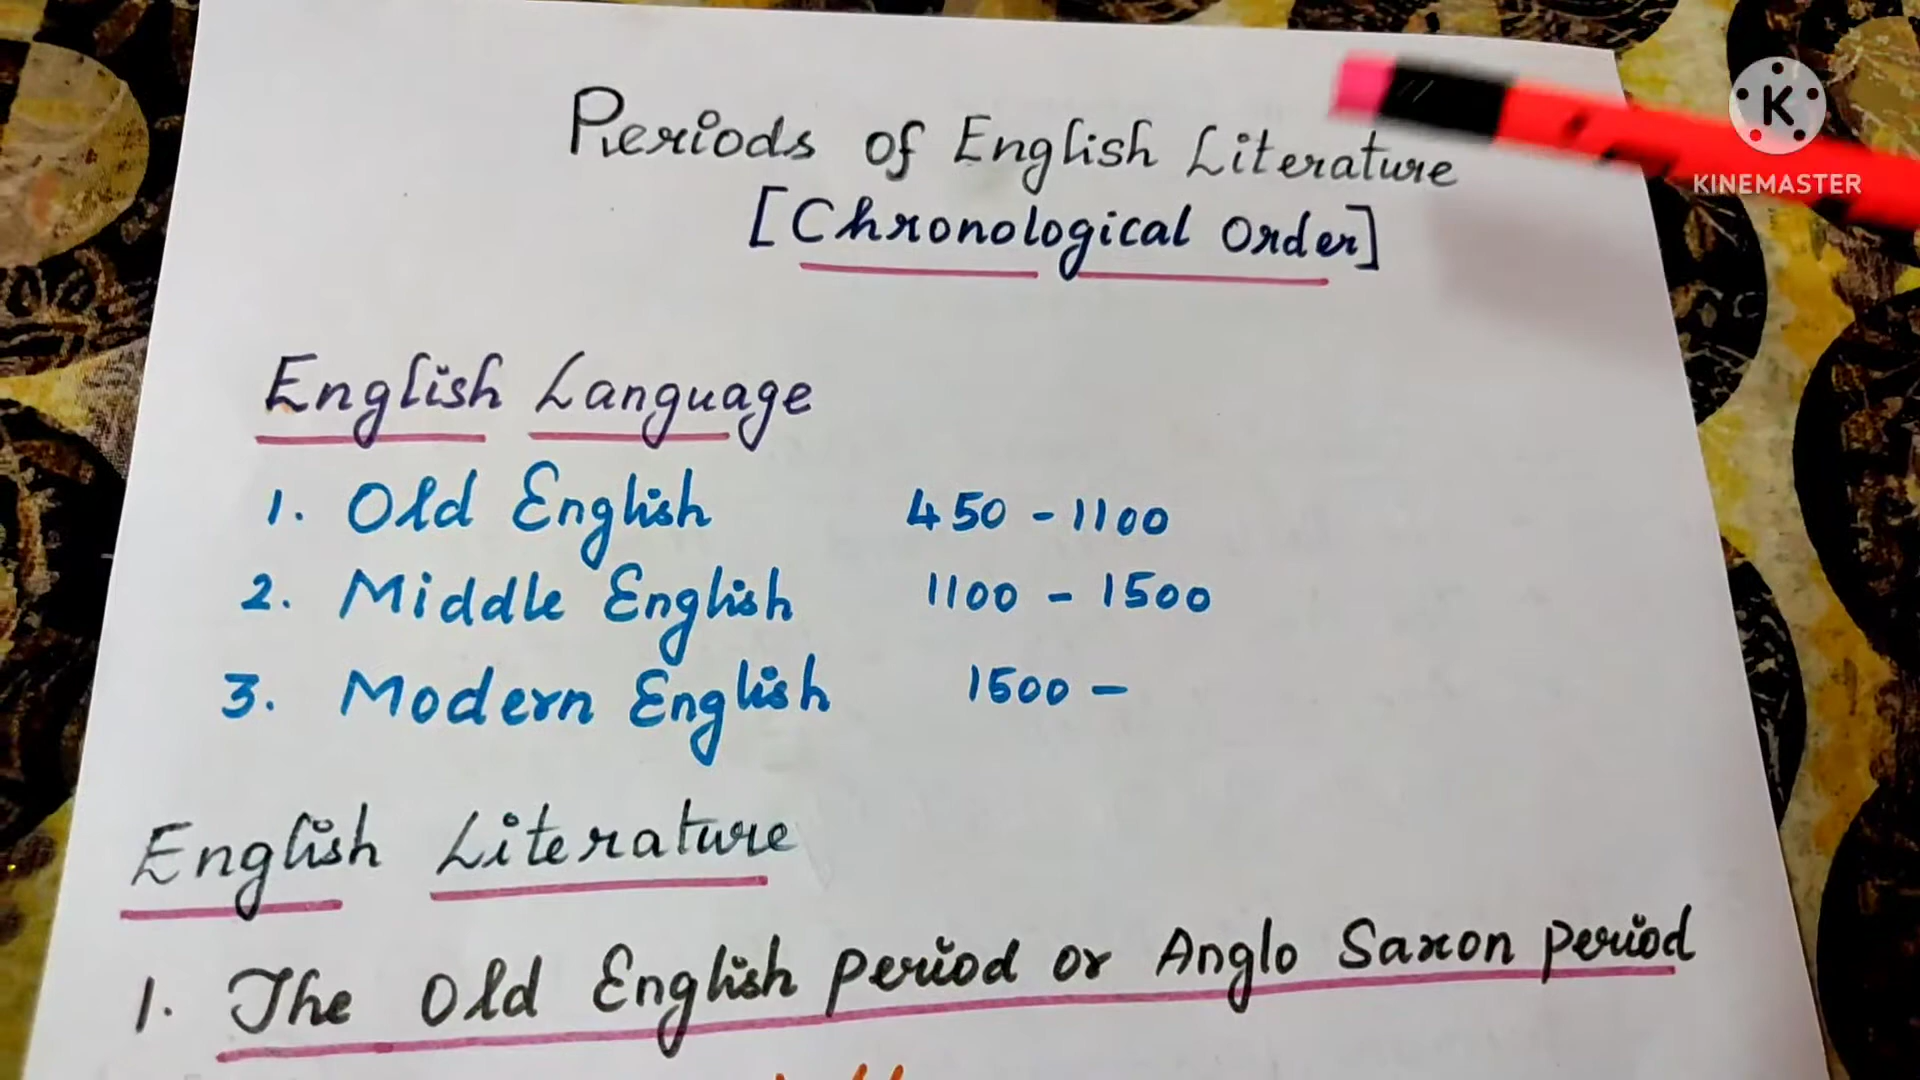 Periods of English Literature
[Chronological Order]
K
KINEMASTER
English Language
1. Old English 450 - 1100
2. Middle English 1100 - 1500
3. Modern English 1500 -
English Literature
1. The Old English period or Anglo Saxon period